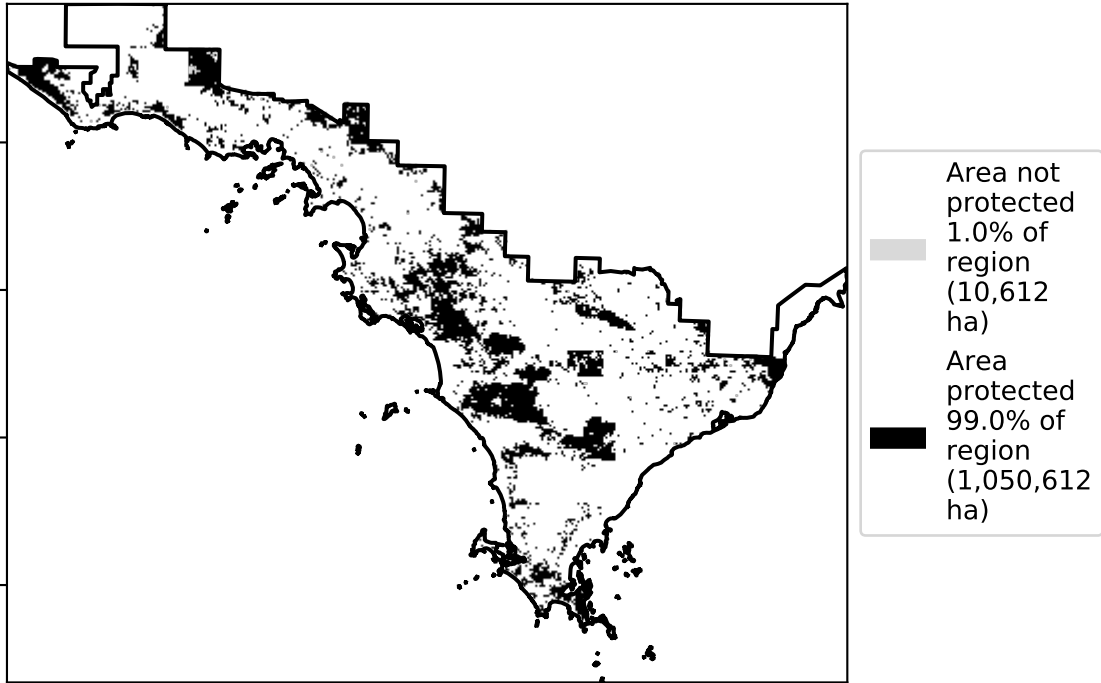 Area not
protected
1.0% of
region
(10,612
ha)
Area
protected
99.0% of
region
(1,050,612
ha)